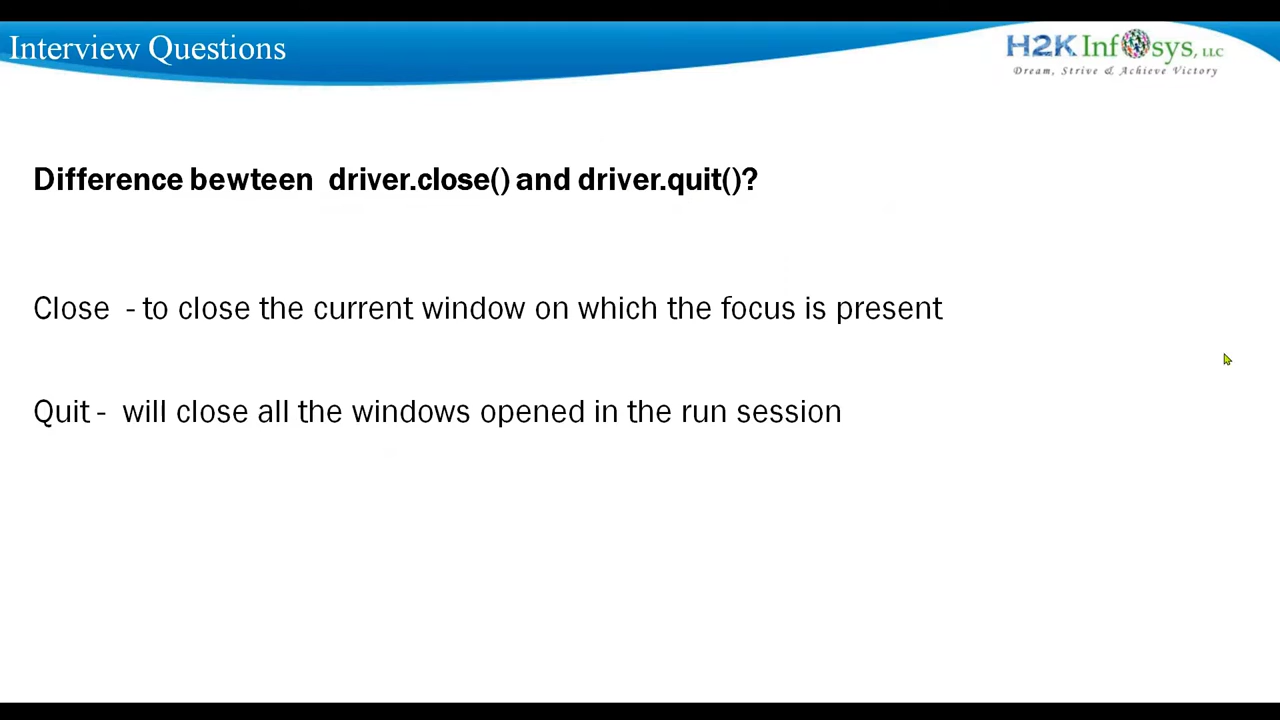 Interview Questions
H2K Infosys, LLC
Dream, Strive & Achieve Victory
Difference bewteen driver.close() and driver.quit()?
Close - to close the current window on which the focus is present
Quit - will close all the windows opened in the run session